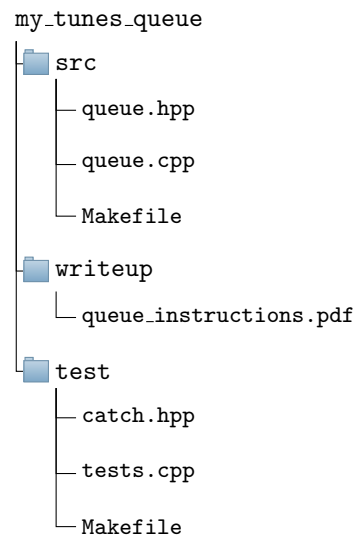 my_tunes_queue
src
queue.hpp
queue.cpp
Makefile
writeup
queue_instructions.pdf
test
catch.hpp
tests.cpp
Makefile